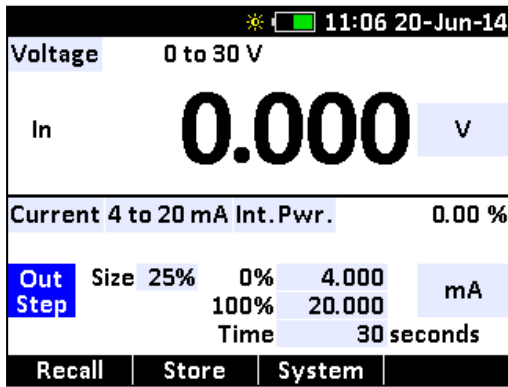 11:06 20-Jun-14
Voltage 0 to 30 V
In 0.000 V
Current 4 to 20 mA Int.Pwr. 0.00 %
Out Step Size 25% 0% 4.000 mA
100% 20.000
Time 30 seconds
Recall Store System